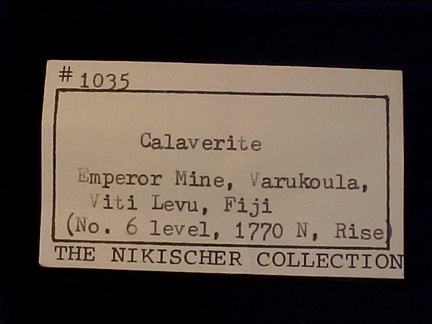 # 1035
Calaverite
Emperor Mine, Varukoula,
Viti Levu, Fiji
(No. 6 level, 1770 N, Rise)
THE NIKISCHER COLLECTION